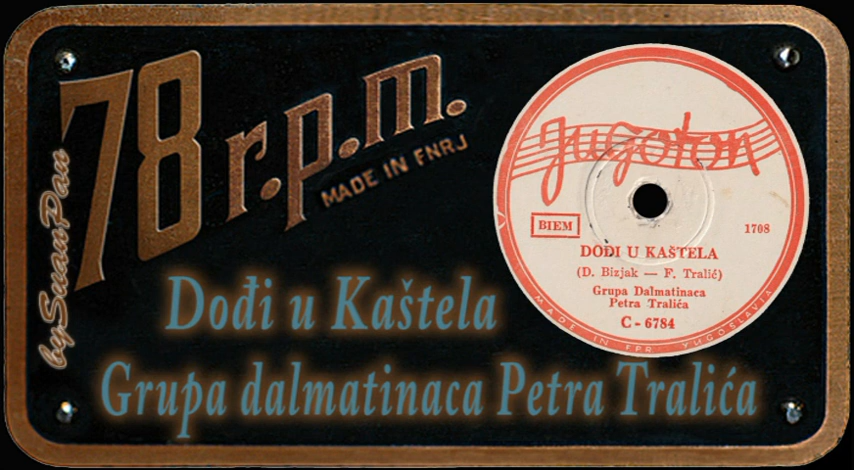 78 r.p.m.
MADE IN FNRJ
bySuanPan
jugoton
BIEM
1708
DOĐI U KAŠTELA
(D. Bizjak — F. Tralić)
Grupa Dalmatinaca
Petra Tralića
C - 6784
MADE IN FPR YUGOSLAVIA
Dođi u Kaštela
Grupa dalmatinaca Petra Tralića